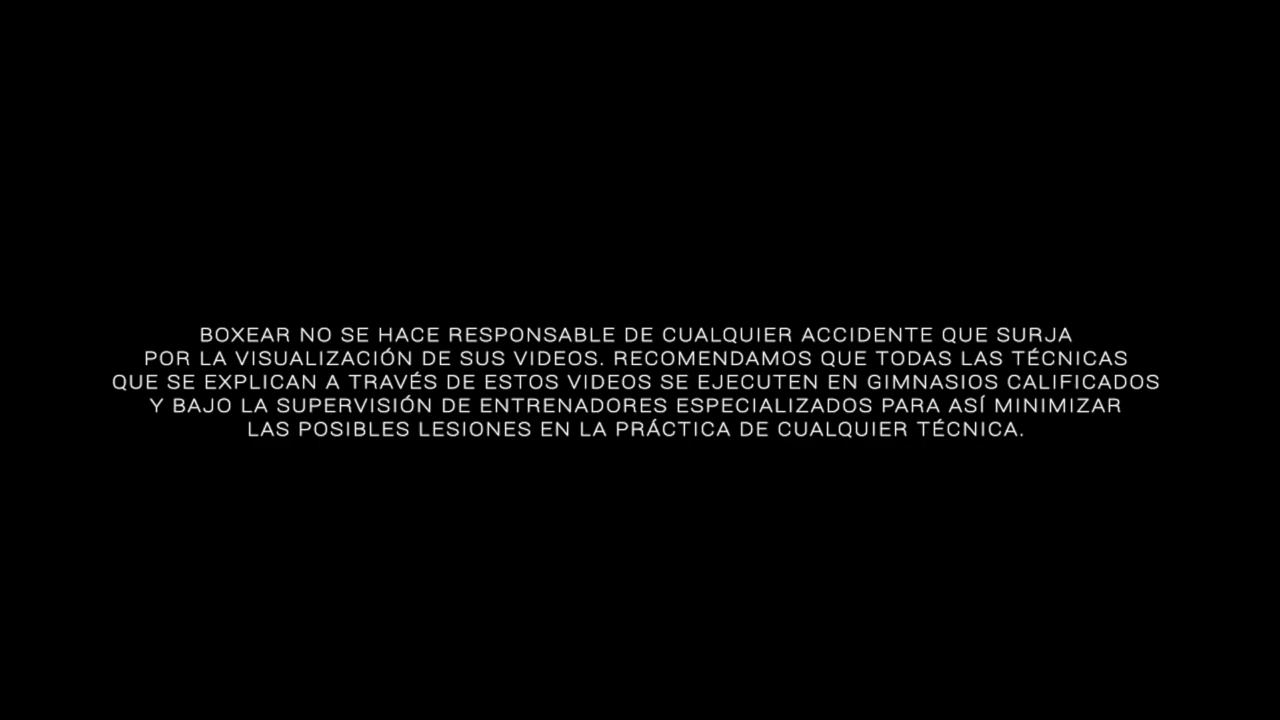 BOXEAR NO SE HACE RESPONSABLE DE CUALQUIER ACCIDENTE QUE SURJA
POR LA VISUALIZACIÓN DE SUS VIDEOS. RECOMENDAMOS QUE TODAS LAS TÉCNICAS
QUE SE EXPLICAN A TRAVÉS DE ESTOS VIDEOS SE EJECUTEN EN GIMNASIOS CALIFICADOS
Y BAJO LA SUPERVISIÓN DE ENTRENADORES ESPECIALIZADOS PARA ASÍ MINIMIZAR
LAS POSIBLES LESIONES EN LA PRÁCTICA DE CUALQUIER TÉCNICA.